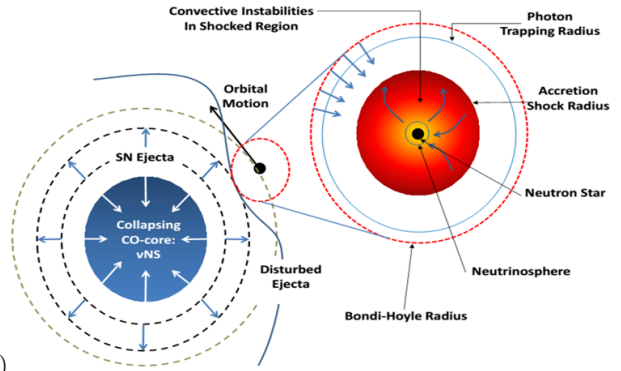 Convective Instabilities
In Shocked Region
Photon
Trapping Radius
Orbital
Motion
Accretion
Shock Radius
SN Ejecta
Collapsing
CO-core:
νNS
Neutron Star
Disturbed
Ejecta
Neutrinosphere
Bondi-Hoyle Radius
)